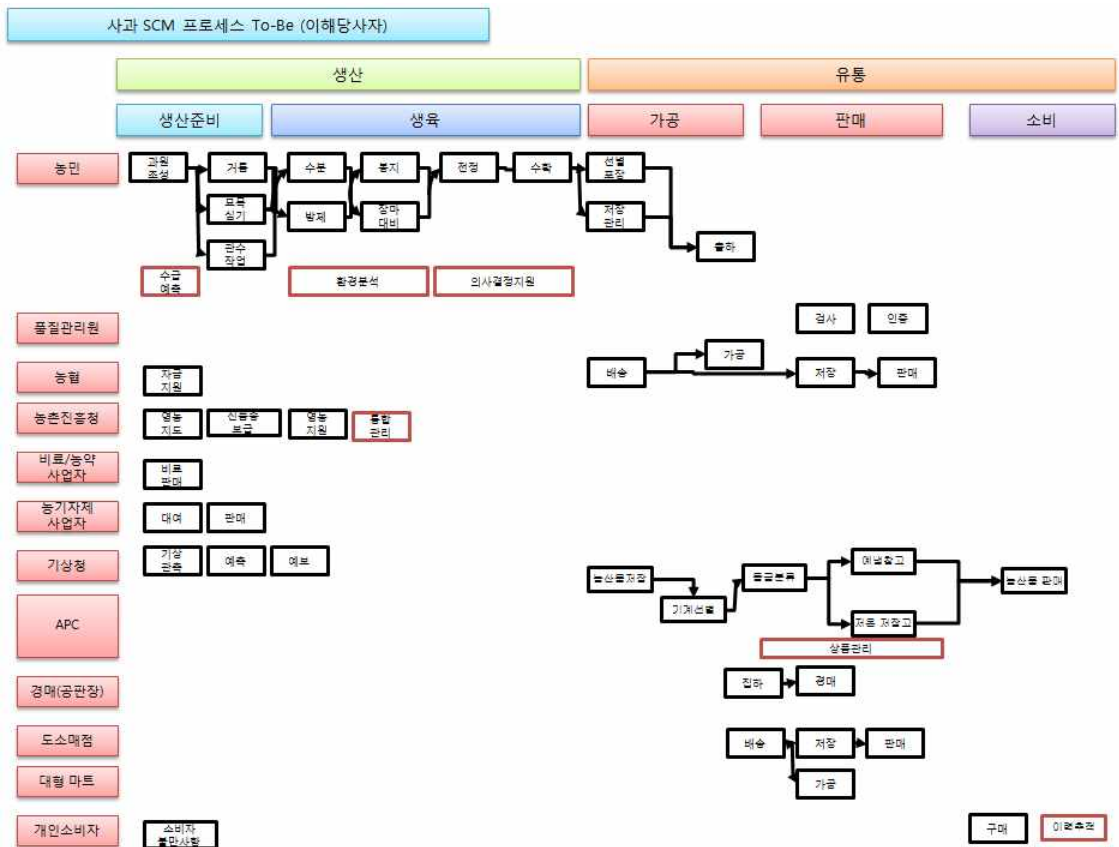 사과 SCM 프로세스 To-Be (이해당사자)
생산
유통
생산준비
생육
가공
판매
소비
농민
과원
조성
거름
수분
봉지
전정
수확
선별
포장
묘목
심기
방제
장마
대비
저장
관리
관수
작업
출하
수급
예측
환경분석
의사결정지원
품질관리원
검사
인증
농협
자금
지원
배송
가공
저장
판매
농촌진흥청
영농
지도
신품종
보급
영농
지원
통합
관리
비료/농약
사업자
비료
판매
농기자제
사업자
대여
판매
기상청
기상
관측
예측
예보
APC
농산물저장
기계선별
등급분류
예냉창고
저온 저장고
농산물 판매
상품관리
경매(공판장)
집하
경매
도소매점
배송
저장
판매
대형 마트
가공
개인소비자
소비자
불만사항
구매
이력추적